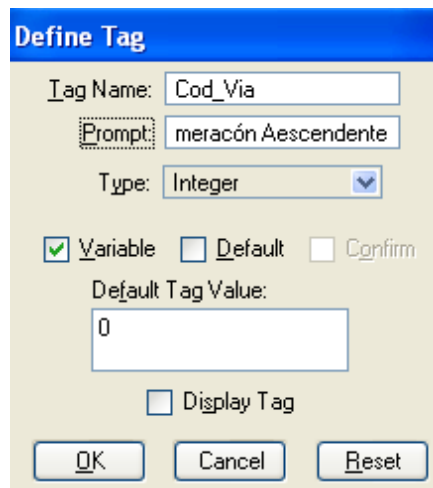 Define Tag
Tag Name: Cod_Via
Prompt: meracón Aescendente
Type: Integer
Variable Default Confirm
Default Tag Value:
0
Display Tag
OK Cancel Reset